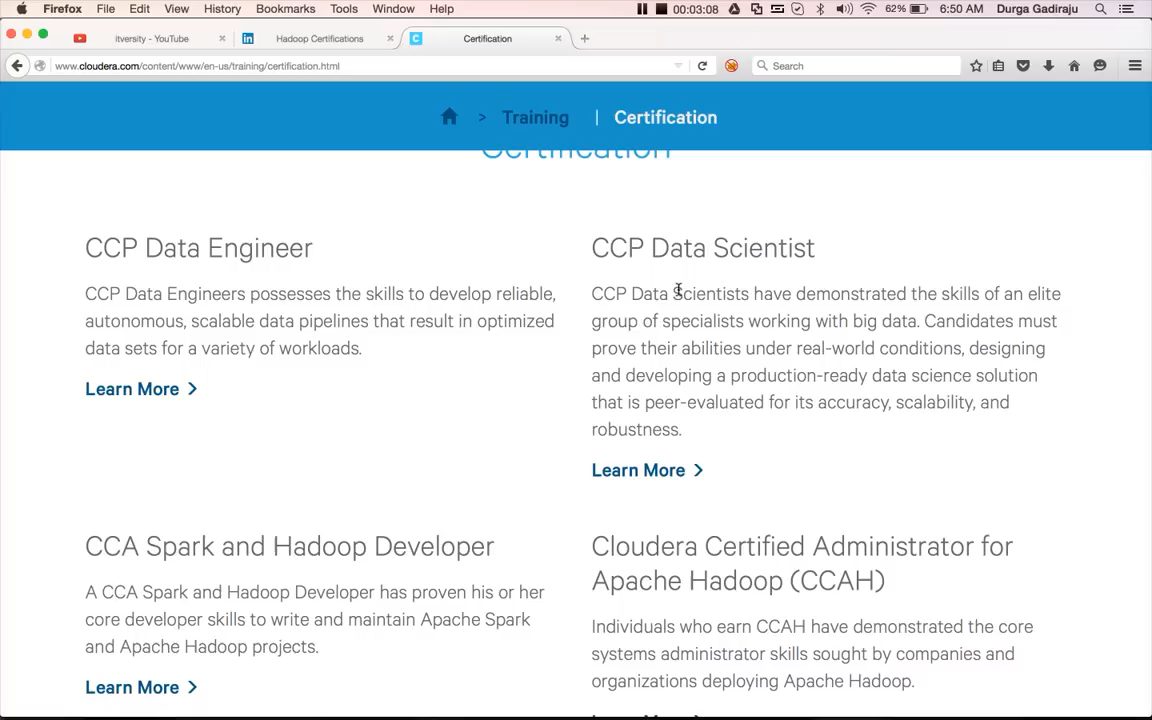 Firefox File Edit View History Bookmarks Tools Window Help 00:03:08 62% 6:50 AM Durga Gadiraju
itversity - YouTube Hadoop Certifications Certification
www.cloudera.com/content/www/en-us/training/certification.html Search
> Training | Certification
Certification
CCP Data Engineer
CCP Data Engineers possesses the skills to develop reliable,
autonomous, scalable data pipelines that result in optimized
data sets for a variety of workloads.
Learn More >
CCP Data Scientist
CCP Data Scientists have demonstrated the skills of an elite
group of specialists working with big data. Candidates must
prove their abilities under real-world conditions, designing
and developing a production-ready data science solution
that is peer-evaluated for its accuracy, scalability, and
robustness.
Learn More >
CCA Spark and Hadoop Developer
A CCA Spark and Hadoop Developer has proven his or her
core developer skills to write and maintain Apache Spark
and Apache Hadoop projects.
Learn More >
Cloudera Certified Administrator for
Apache Hadoop (CCAH)
Individuals who earn CCAH have demonstrated the core
systems administrator skills sought by companies and
organizations deploying Apache Hadoop.